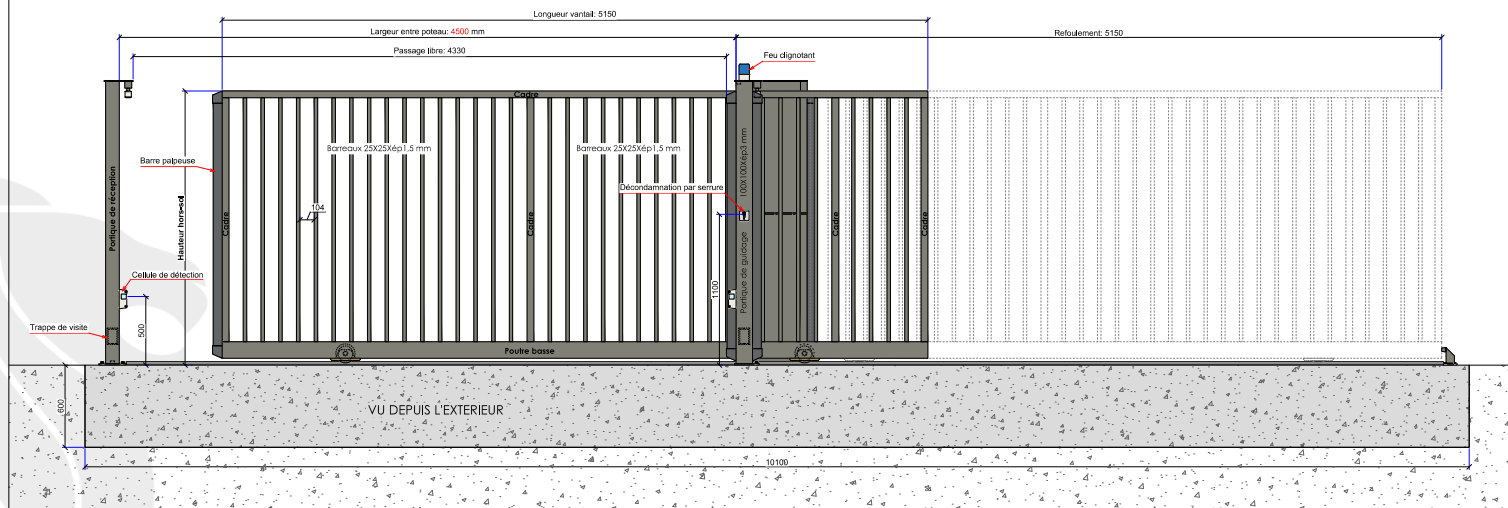 Longueur vantail: 5150
Largeur entre poteau: 4500 mm
Refoulement: 5150
Passage libre: 4330
Feu clignotant
Cadre
Barreaux 25X25Xép1,5 mm
Barreaux 25X25Xép1,5 mm
100X100Xép3 mm
Barre palpeuse
Portique de réception
Décondamnation par serrure
Hauteur hors-sol
104
Cadre
Cadre
Cadre
Cadre
Portique de guidage
Cellule de détection
1100
500
Trappe de visite
Poutre basse
600
VU DEPUIS L'EXTERIEUR
10100